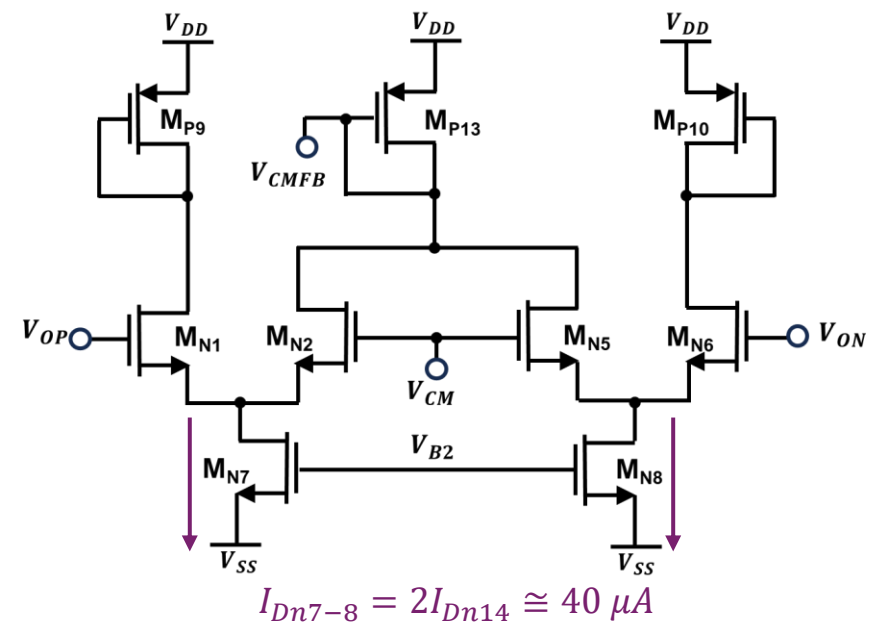 V_DD V_DD V_DD
M_P9 M_P13 M_P10
V_CMFB
V_OP M_N1 M_N2 M_N5 M_N6 V_ON
V_CM
M_N7 V_B2 M_N8
V_SS V_SS
I_Dn7−8 = 2I_Dn14 ≅ 40 μA